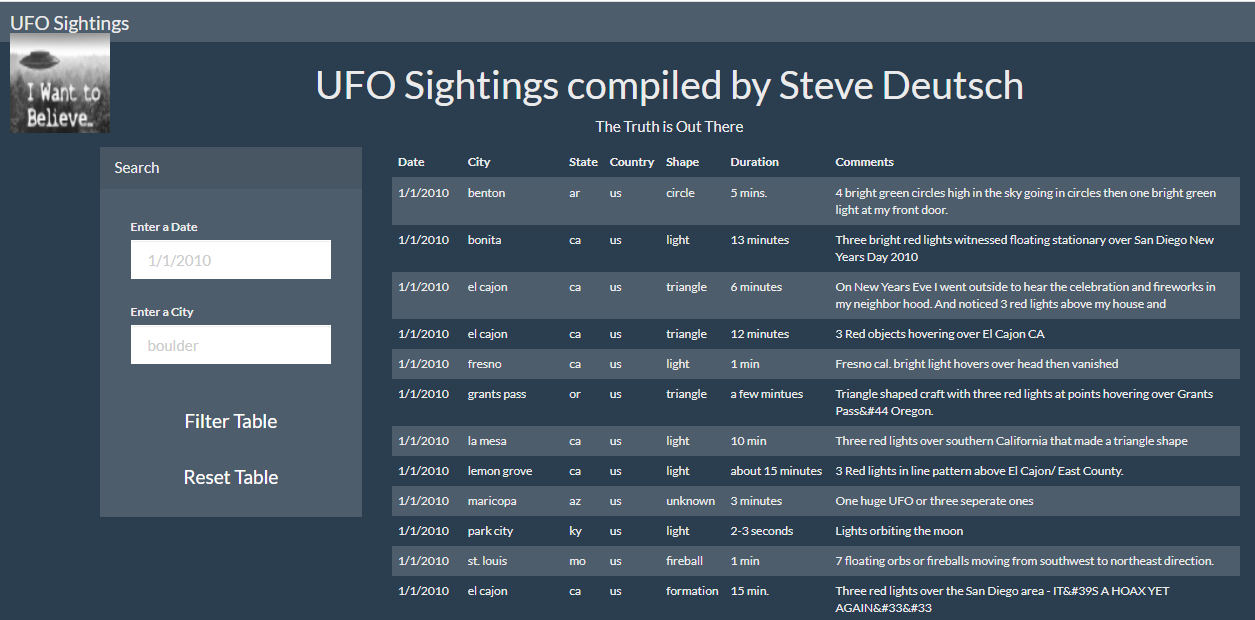 UFO Sightings
I Want to
Believe...
UFO Sightings compiled by Steve Deutsch
The Truth is Out There
Search
Enter a Date
1/1/2010
Enter a City
boulder
Filter Table
Reset Table
Date City State Country Shape Duration Comments
1/1/2010 benton ar us circle 5 mins. 4 bright green circles high in the sky going in circles then one bright green
light at my front door.
1/1/2010 bonita ca us light 13 minutes Three bright red lights witnessed floating stationary over San Diego New
Years Day 2010
1/1/2010 el cajon ca us triangle 6 minutes On New Years Eve I went outside to hear the celebration and fireworks in
my neighbor hood. And noticed 3 red lights above my house and
1/1/2010 el cajon ca us triangle 12 minutes 3 Red objects hovering over El Cajon CA
1/1/2010 fresno ca us light 1 min Fresno cal. bright light hovers over head then vanished
1/1/2010 grants pass or us triangle a few mintues Triangle shaped craft with three red lights at points hovering over Grants
Pass&#44 Oregon.
1/1/2010 la mesa ca us light 10 min Three red lights over southern California that made a triangle shape
1/1/2010 lemon grove ca us light about 15 minutes 3 Red lights in line pattern above El Cajon/ East County.
1/1/2010 maricopa az us unknown 3 minutes One huge UFO or three seperate ones
1/1/2010 park city ky us light 2-3 seconds Lights orbiting the moon
1/1/2010 st. louis mo us fireball 1 min 7 floating orbs or fireballs moving from southwest to northeast direction.
1/1/2010 el cajon ca us formation 15 min. Three red lights over the San Diego area - IT&#39S A HOAX YET
AGAIN&#33&#33